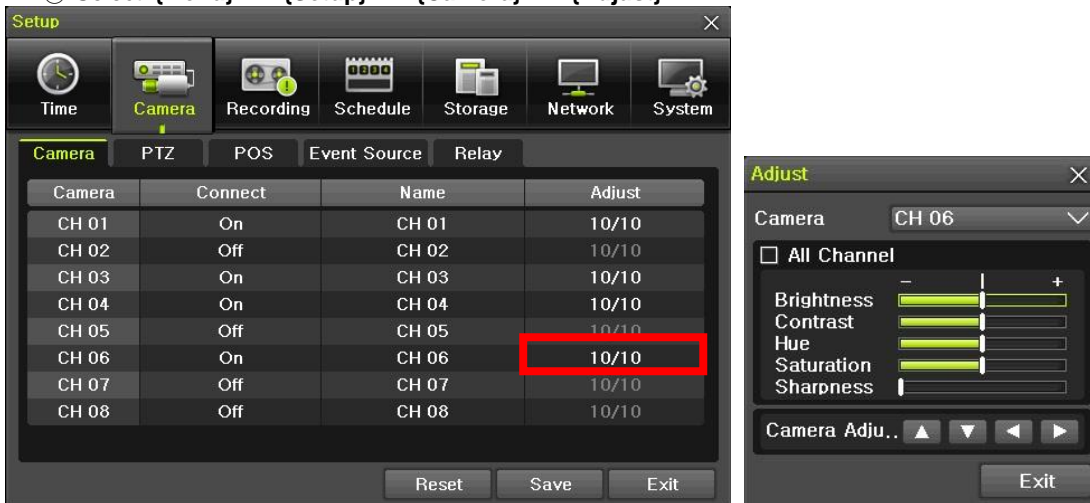 Setup
Time Camera Recording Schedule Storage Network System
Camera PTZ POS Event Source Relay
Camera Connect Name Adjust
CH 01 On CH 01 10/10
CH 02 Off CH 02 10/10
CH 03 On CH 03 10/10
CH 04 On CH 04 10/10
CH 05 Off CH 05 10/10
CH 06 On CH 06 10/10
CH 07 Off CH 07 10/10
CH 08 Off CH 08 10/10
Reset Save Exit
Adjust
Camera CH 06
All Channel
- +
Brightness
Contrast
Hue
Saturation
Sharpness
Camera Adju..
Exit